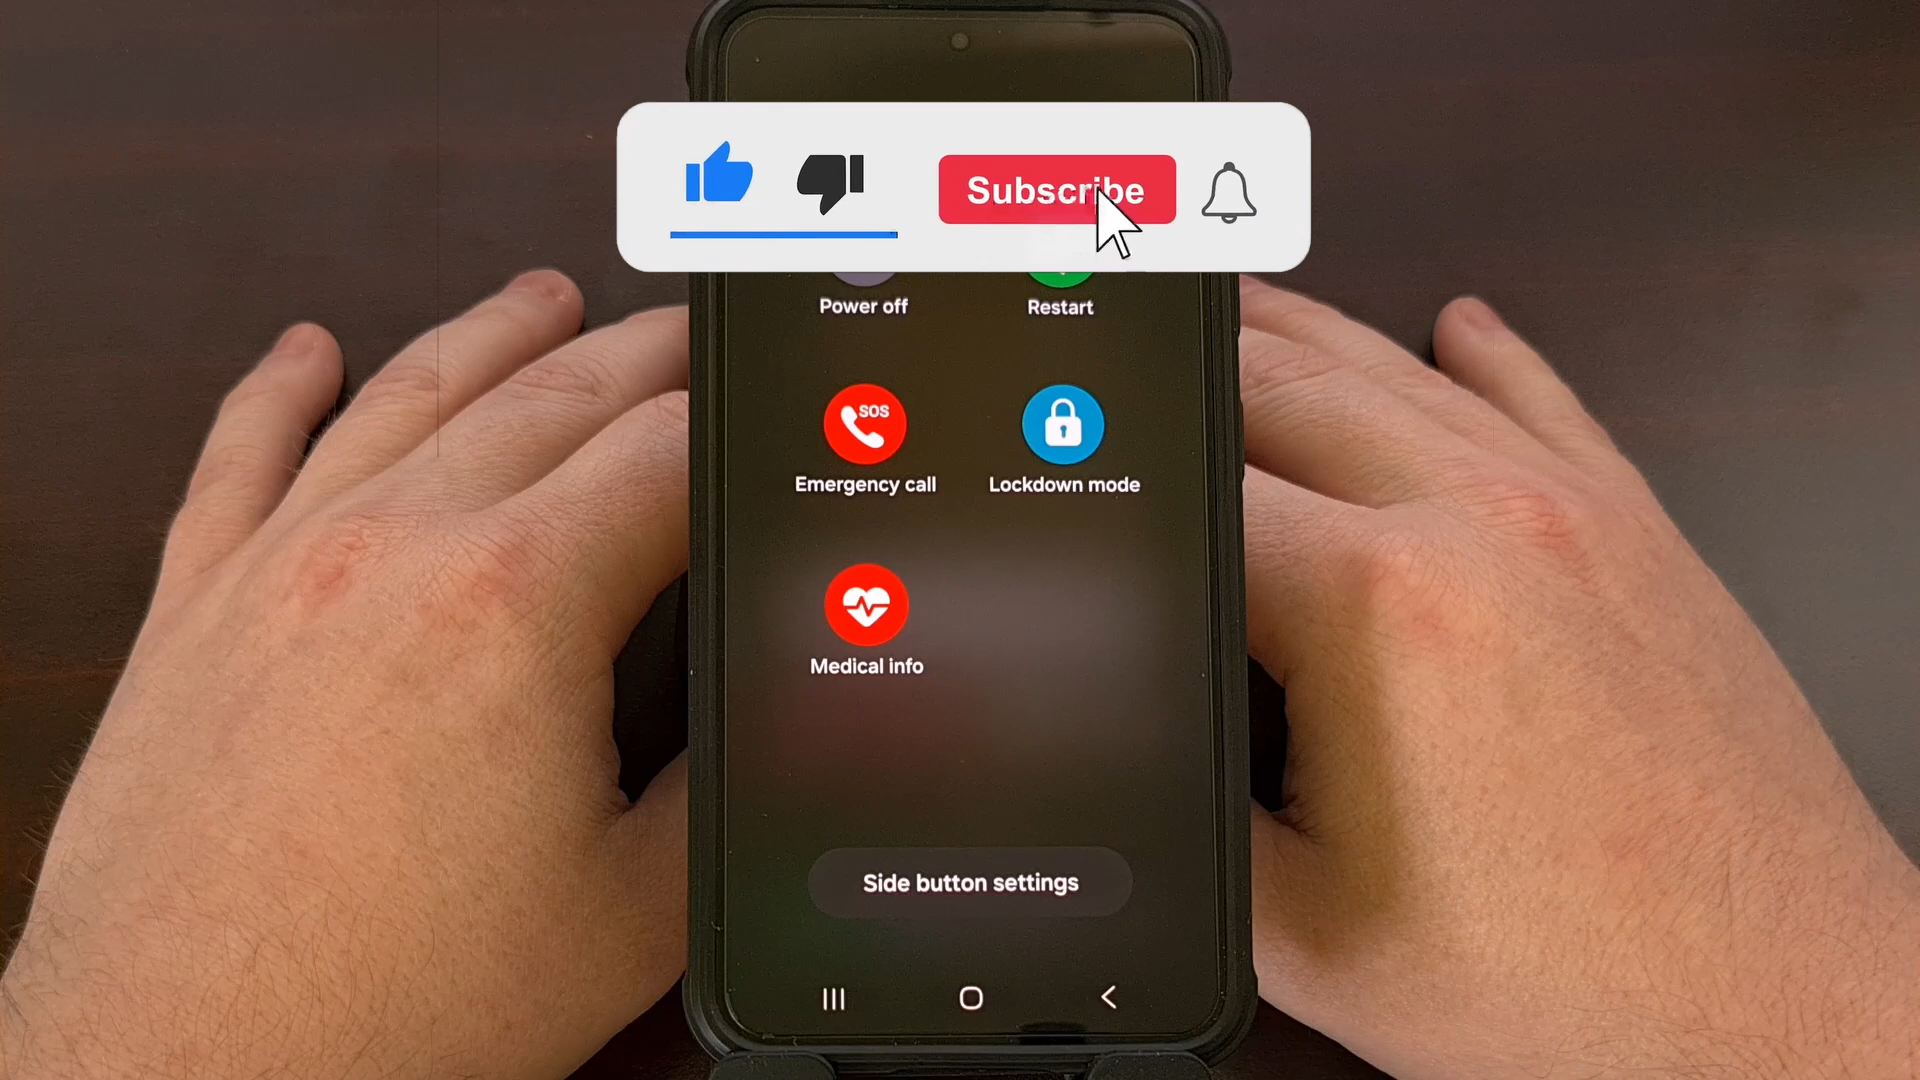 Subscribe
Power off
Restart
SOS
Emergency call
Lockdown mode
Medical info
Side button settings